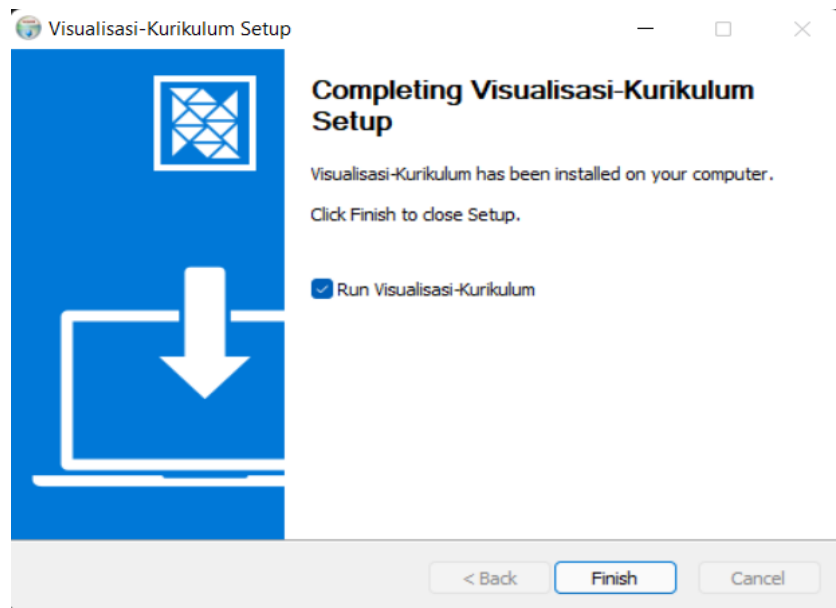 Visualisasi-Kurikulum Setup
Completing Visualisasi-Kurikulum
Setup
Visualisasi-Kurikulum has been installed on your computer.
Click Finish to close Setup.
Run Visualisasi-Kurikulum
< Back Finish Cancel